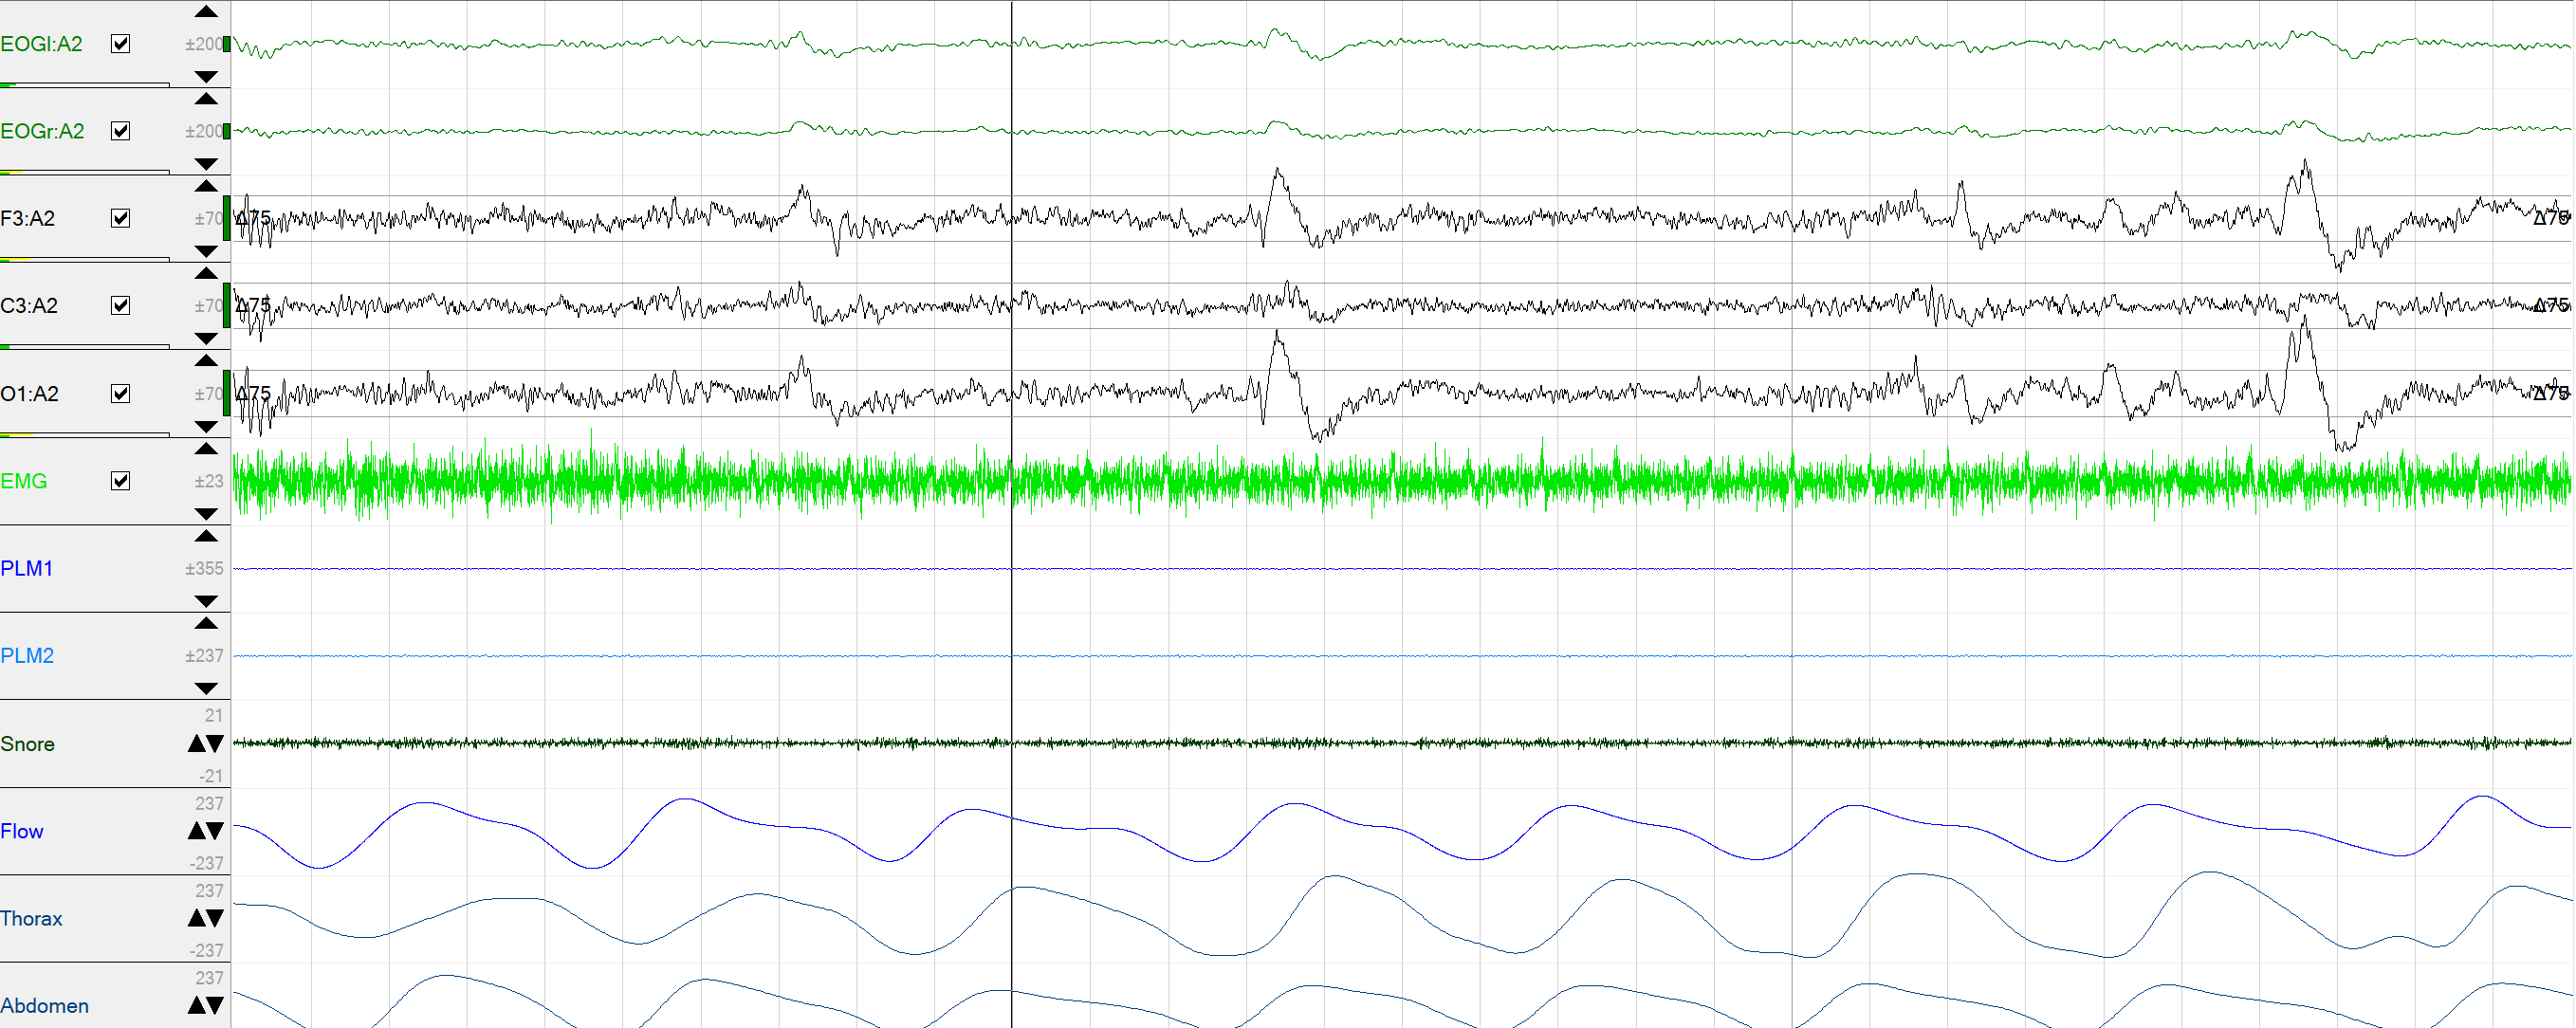 EOGl:A2 ±200
EOGr:A2 ±200
F3:A2 ±70 Δ75 Δ75
C3:A2 ±70 Δ75 Δ75
O1:A2 ±70 Δ75 Δ75
EMG ±23
PLM1 ±355
PLM2 ±237
21
Snore
-21
237
Flow
-237
237
Thorax
-237
237
Abdomen